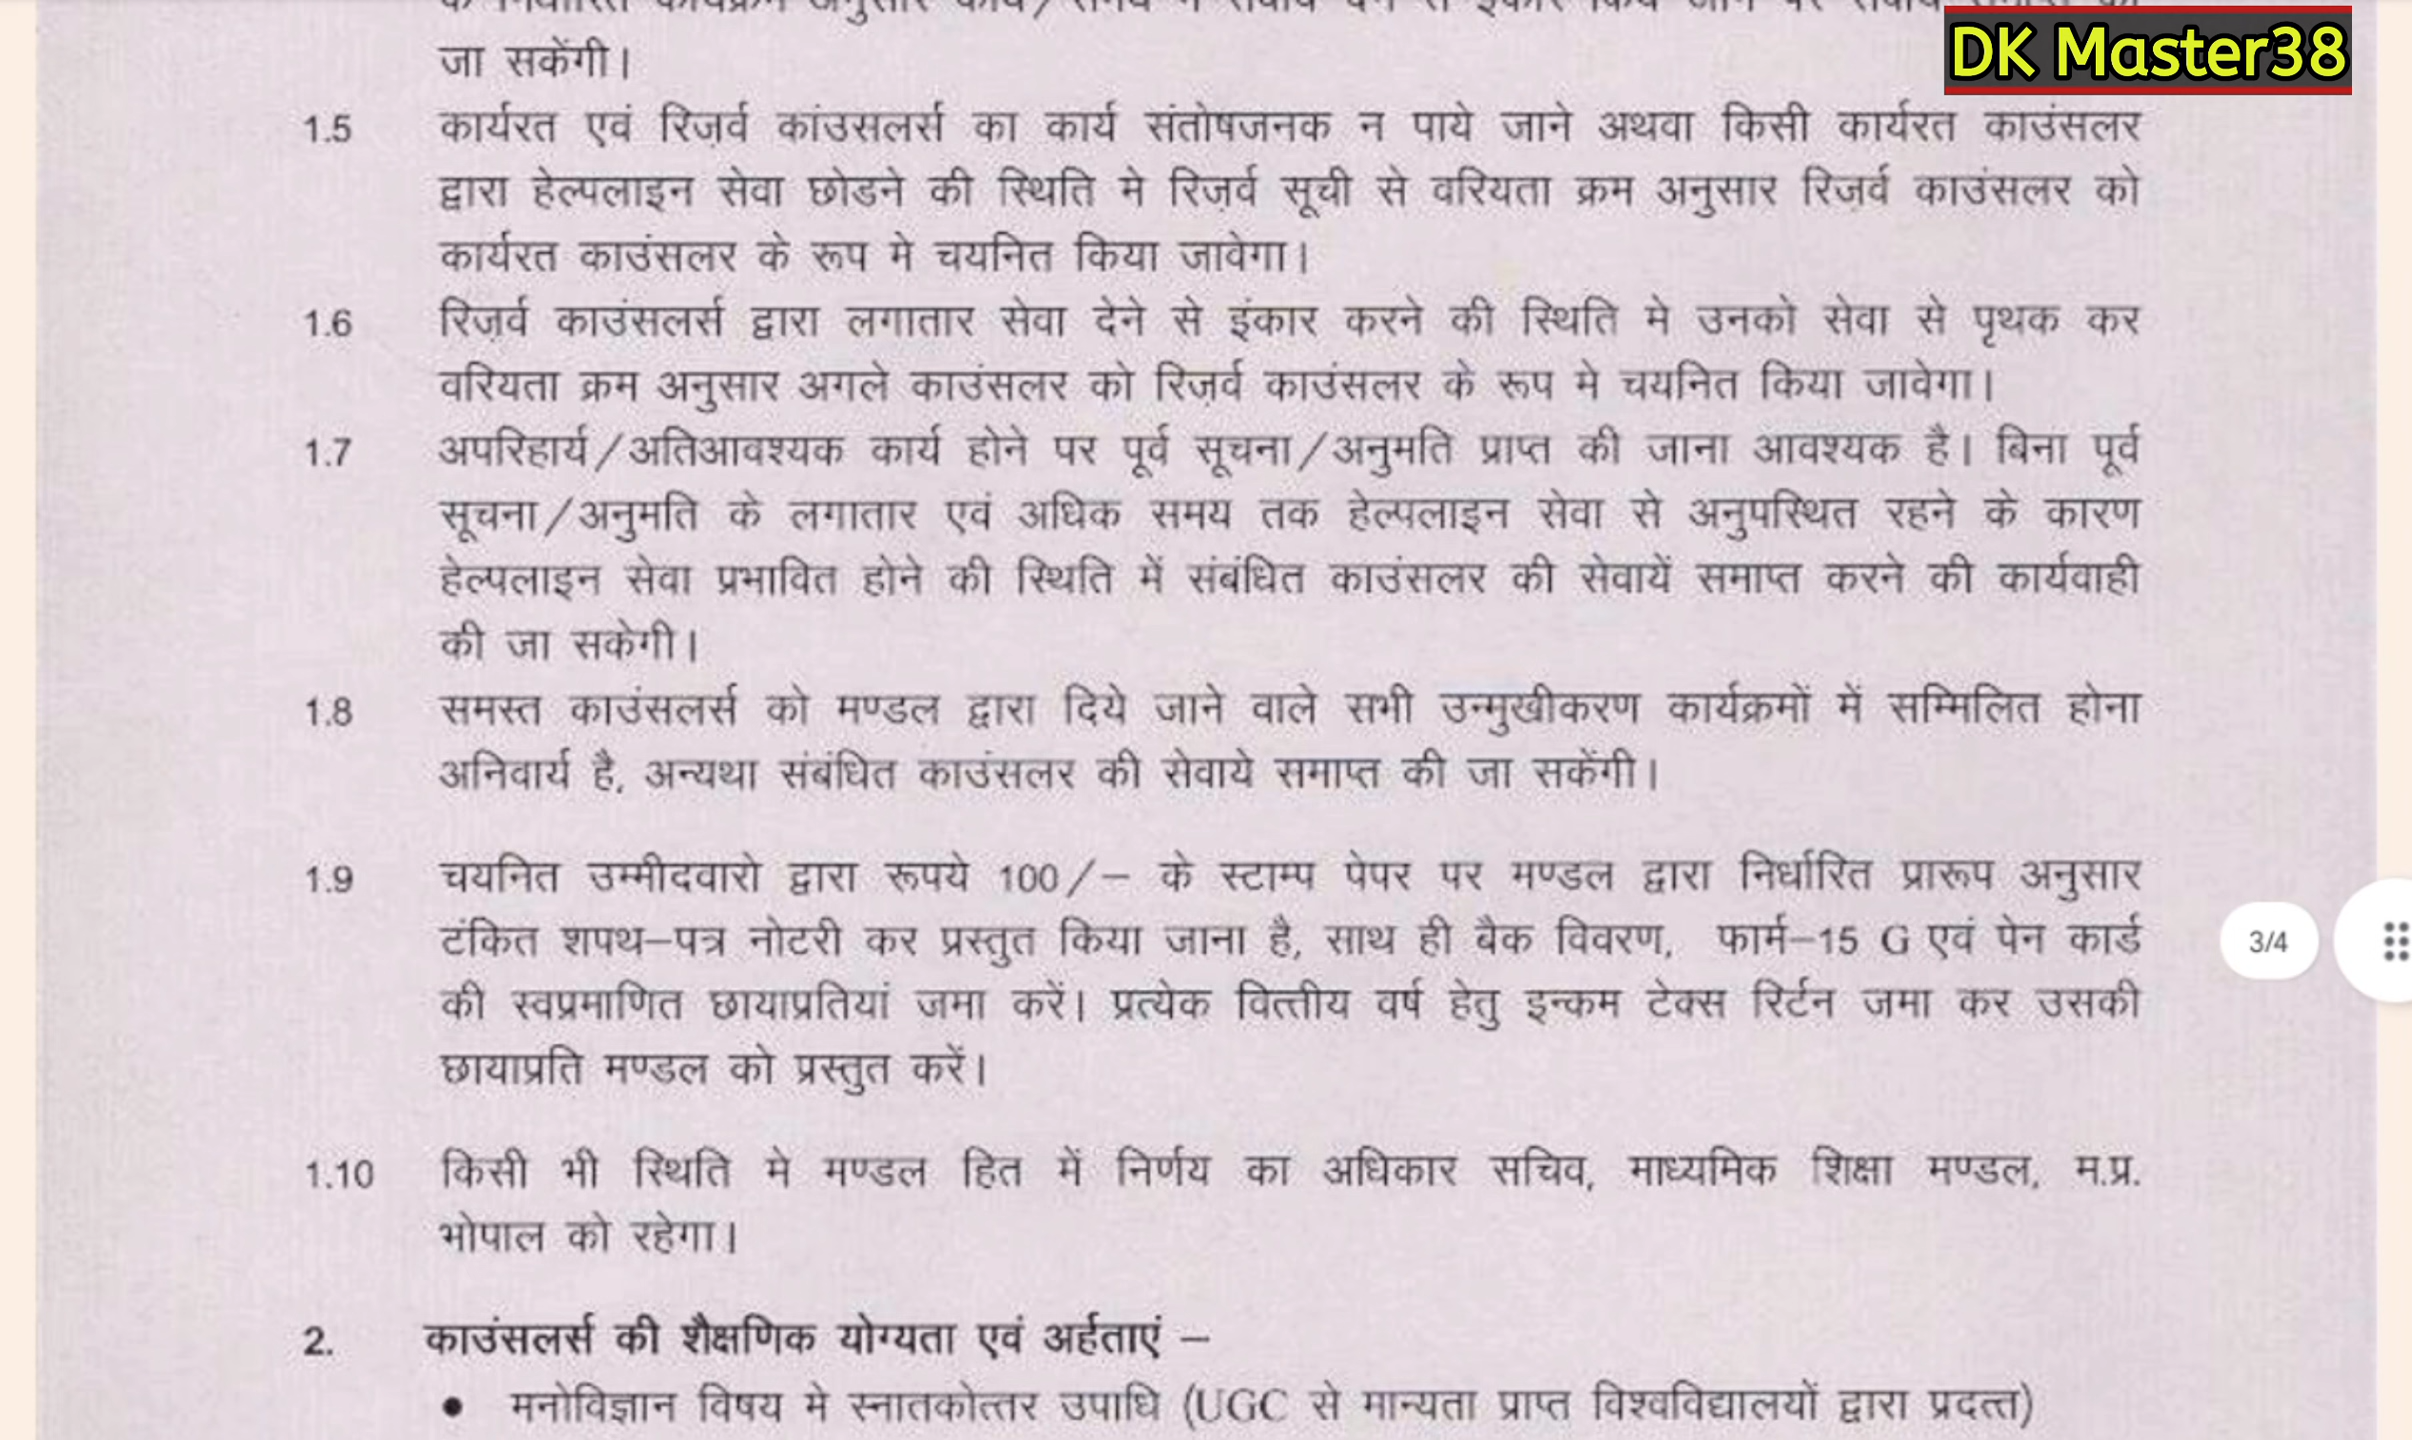 DK Master38
जा सकेंगी।
1.5 कार्यरत एवं रिज़र्व कांउसलर्स का कार्य संतोषजनक न पाये जाने अथवा किसी कार्यरत काउंसलर
द्वारा हेल्पलाइन सेवा छोडने की स्थिति मे रिज़र्व सूची से वरियता क्रम अनुसार रिज़र्व काउंसलर को
कार्यरत काउंसलर के रूप मे चयनित किया जावेगा।
1.6 रिज़र्व काउंसलर्स द्वारा लगातार सेवा देने से इंकार करने की स्थिति मे उनको सेवा से पृथक कर
वरियता क्रम अनुसार अगले काउंसलर को रिज़र्व काउंसलर के रूप मे चयनित किया जावेगा।
1.7 अपरिहार्य/अतिआवश्यक कार्य होने पर पूर्व सूचना/अनुमति प्राप्त की जाना आवश्यक है। बिना पूर्व
सूचना/अनुमति के लगातार एवं अधिक समय तक हेल्पलाइन सेवा से अनुपस्थित रहने के कारण
हेल्पलाइन सेवा प्रभावित होने की स्थिति में संबंधित काउंसलर की सेवायें समाप्त करने की कार्यवाही
की जा सकेगी।
1.8 समस्त काउंसलर्स को मण्डल द्वारा दिये जाने वाले सभी उन्मुखीकरण कार्यक्रमों में सम्मिलित होना
अनिवार्य है, अन्यथा संबंधित काउंसलर की सेवाये समाप्त की जा सकेंगी।
1.9 चयनित उम्मीदवारो द्वारा रूपये 100/– के स्टाम्प पेपर पर मण्डल द्वारा निर्धारित प्रारूप अनुसार
टंकित शपथ–पत्र नोटरी कर प्रस्तुत किया जाना है, साथ ही बैक विवरण, फार्म–15 G एवं पेन कार्ड
की स्वप्रमाणित छायाप्रतियां जमा करें। प्रत्येक वित्तीय वर्ष हेतु इन्कम टेक्स रिर्टन जमा कर उसकी
छायाप्रति मण्डल को प्रस्तुत करें।
3/4
1.10 किसी भी स्थिति मे मण्डल हित में निर्णय का अधिकार सचिव, माध्यमिक शिक्षा मण्डल, म.प्र.
भोपाल को रहेगा।
2. काउंसलर्स की शैक्षणिक योग्यता एवं अर्हताएं –
• मनोविज्ञान विषय मे स्नातकोत्तर उपाधि (UGC से मान्यता प्राप्त विश्वविद्यालयों द्वारा प्रदत्त)